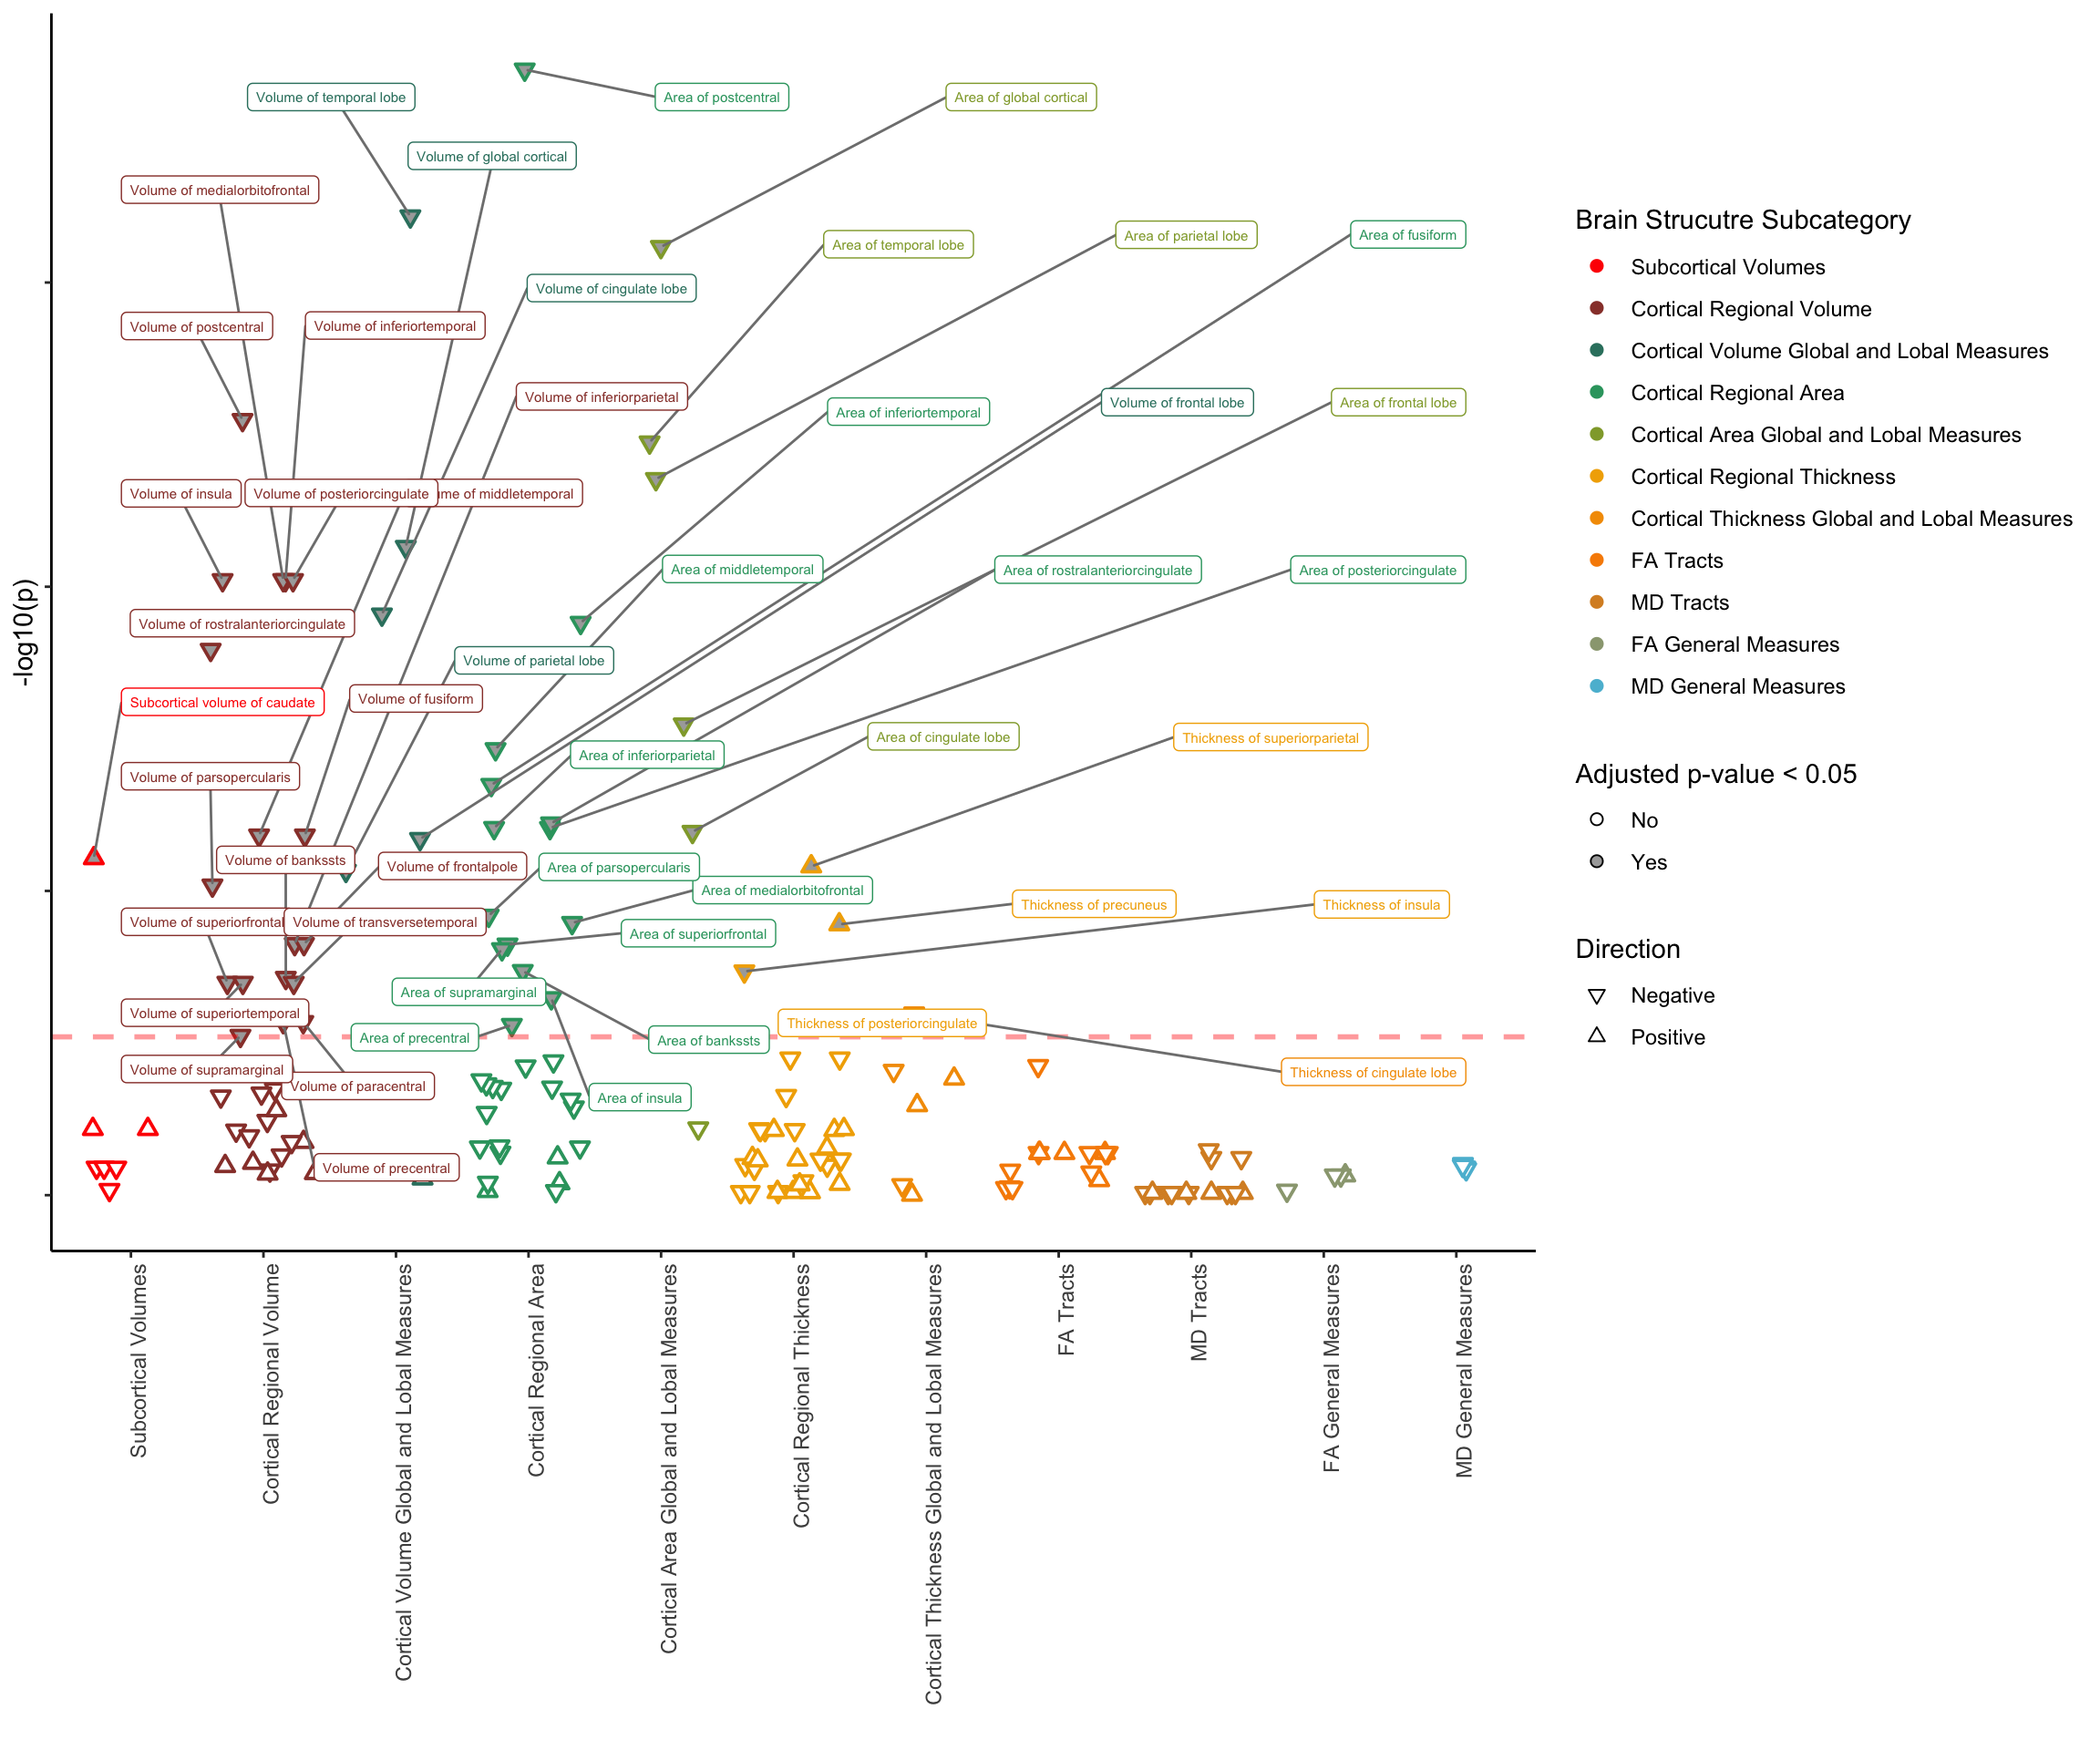 Volume of temporal lobe
Area of postcentral
Area of global cortical
Volume of global cortical
Volume of medialorbitofrontal
Area of temporal lobe
Area of parietal lobe
Area of fusiform
Volume of cingulate lobe
Volume of postcentral
Volume of inferiortemporal
Volume of inferiorparietal
Area of inferiortemporal
Volume of frontal lobe
Area of frontal lobe
Volume of insula
Volume of posteriorcingulate
me of middletemporal
Area of middletemporal
Area of rostralanteriorcingulate
Area of posteriorcingulate
Volume of rostralanteriorcingulate
Volume of parietal lobe
Subcortical volume of caudate
Volume of fusiform
Area of cingulate lobe
Thickness of superiorparietal
Area of inferiorparietal
Volume of parsopercularis
Volume of bankssts
Volume of frontalpole
Area of parsopercularis
Area of medialorbitofrontal
Thickness of precuneus
Thickness of insula
Volume of superiorfrontal
Volume of transversetemporal
Area of superiorfrontal
Area of supramarginal
Volume of superiortemporal
Thickness of posteriorcingulate
Area of precentral
Area of bankssts
Volume of supramarginal
Volume of paracentral
Thickness of cingulate lobe
Area of insula
Volume of precentral
-log10(p)
Subcortical Volumes
Cortical Regional Volume
Cortical Volume Global and Lobal Measures
Cortical Regional Area
Cortical Area Global and Lobal Measures
Cortical Regional Thickness
Cortical Thickness Global and Lobal Measures
FA Tracts
MD Tracts
FA General Measures
MD General Measures
Brain Strucutre Subcategory
Subcortical Volumes
Cortical Regional Volume
Cortical Volume Global and Lobal Measures
Cortical Regional Area
Cortical Area Global and Lobal Measures
Cortical Regional Thickness
Cortical Thickness Global and Lobal Measures
FA Tracts
MD Tracts
FA General Measures
MD General Measures
Adjusted p-value < 0.05
No
Yes
Direction
Negative
Positive